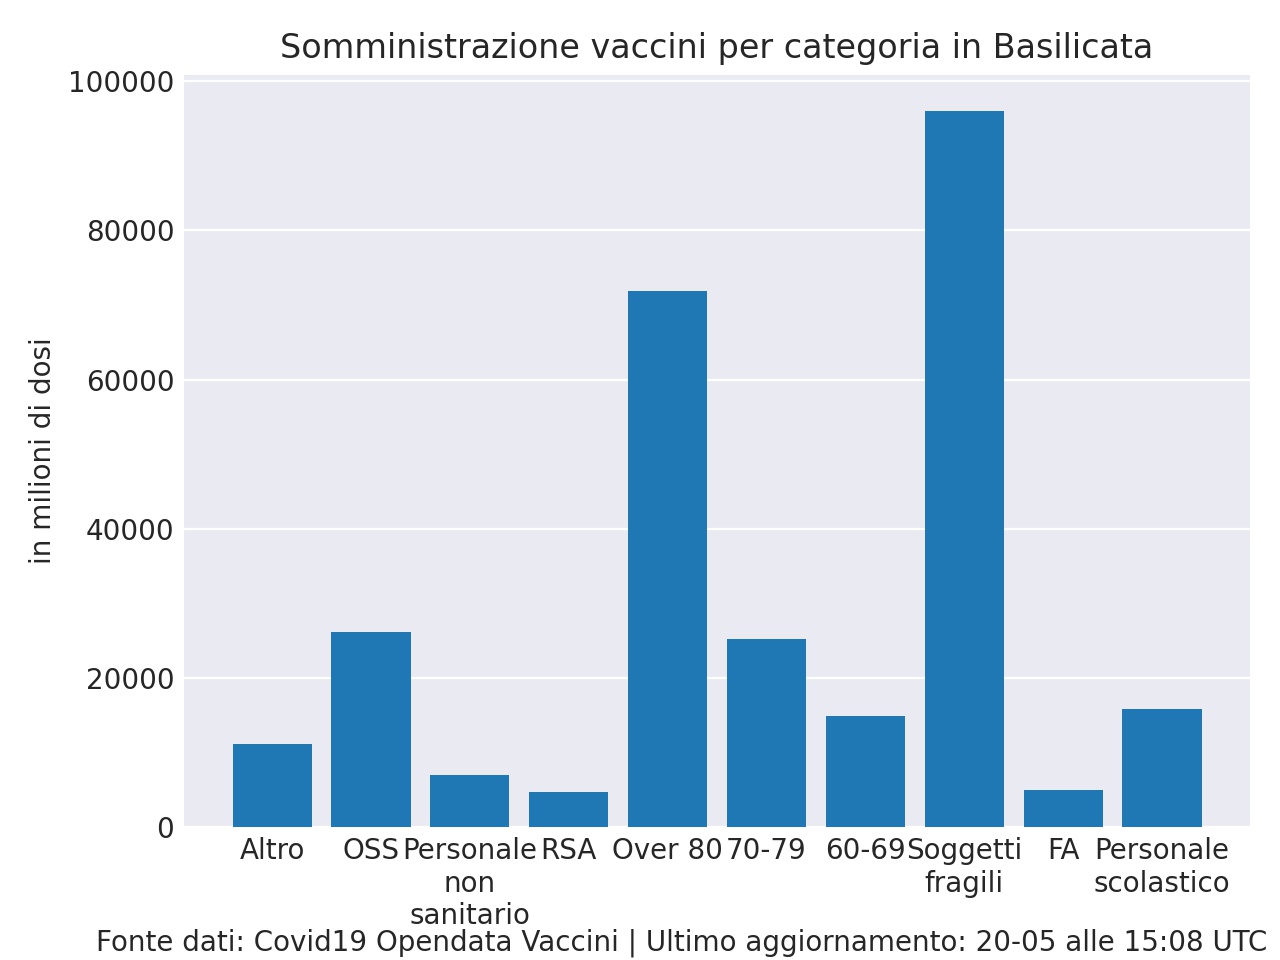 Somministrazione vaccini per categoria in Basilicata
100000
80000
60000
40000
20000
0
in milioni di dosi
Altro OSS Personale RSA Over 80 70-79 60-69 Soggetti FA Personale
non fragili scolastico
sanitario
Fonte dati: Covid19 Opendata Vaccini | Ultimo aggiornamento: 20-05 alle 15:08 UTC